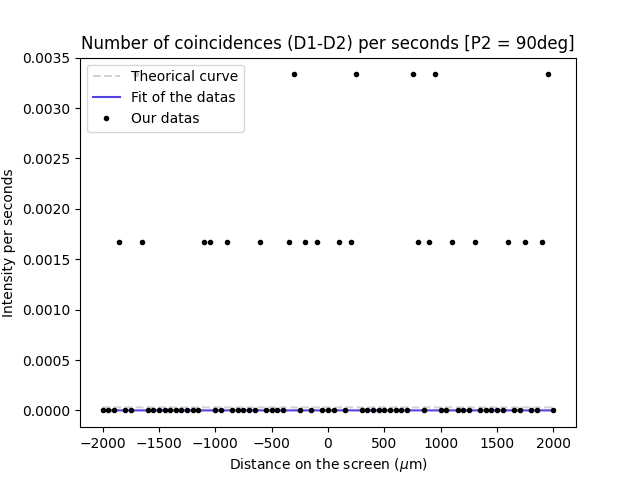 Number of coincidences (D1-D2) per seconds [P2 = 90deg]
0.0035
0.0030
0.0025
0.0020
0.0015
0.0010
0.0005
0.0000
Intensity per seconds
Theorical curve
Fit of the datas
Our datas
−2000 −1500 −1000 −500 0 500 1000 1500 2000
Distance on the screen (μm)